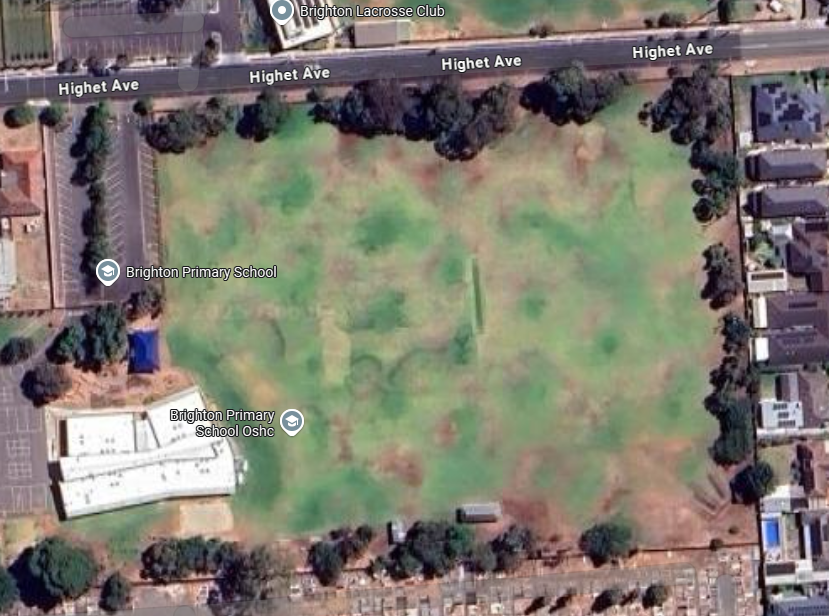 Brighton Lacrosse Club
Highet Ave
Highet Ave
Highet Ave
Highet Ave
Brighton Primary School
Brighton Primary
School Oshc